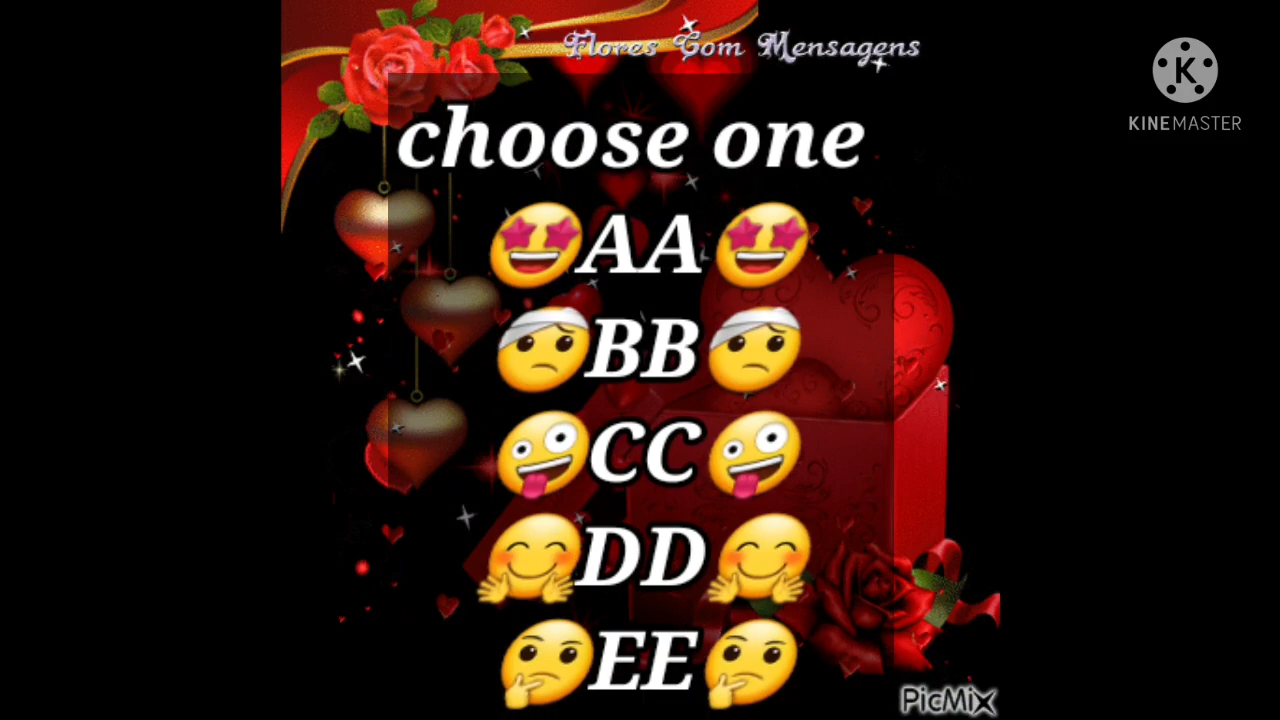 Flores Com Mensagens
K
KINEMASTER
choose one
🤩AA🤩
🤕BB🤕
🤪CC🤪
🤗DD🤗
🤔EE🤔
PicMix